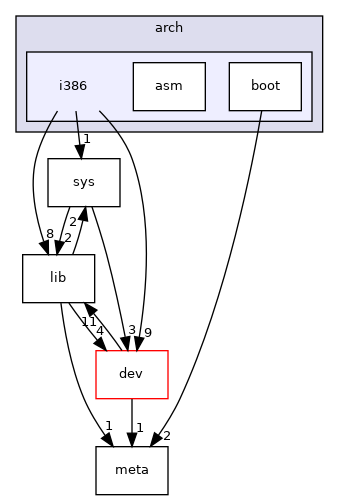 arch
i386 asm boot
1
sys
8 2 2
lib
11 4 3 9
dev
1 1 2
meta